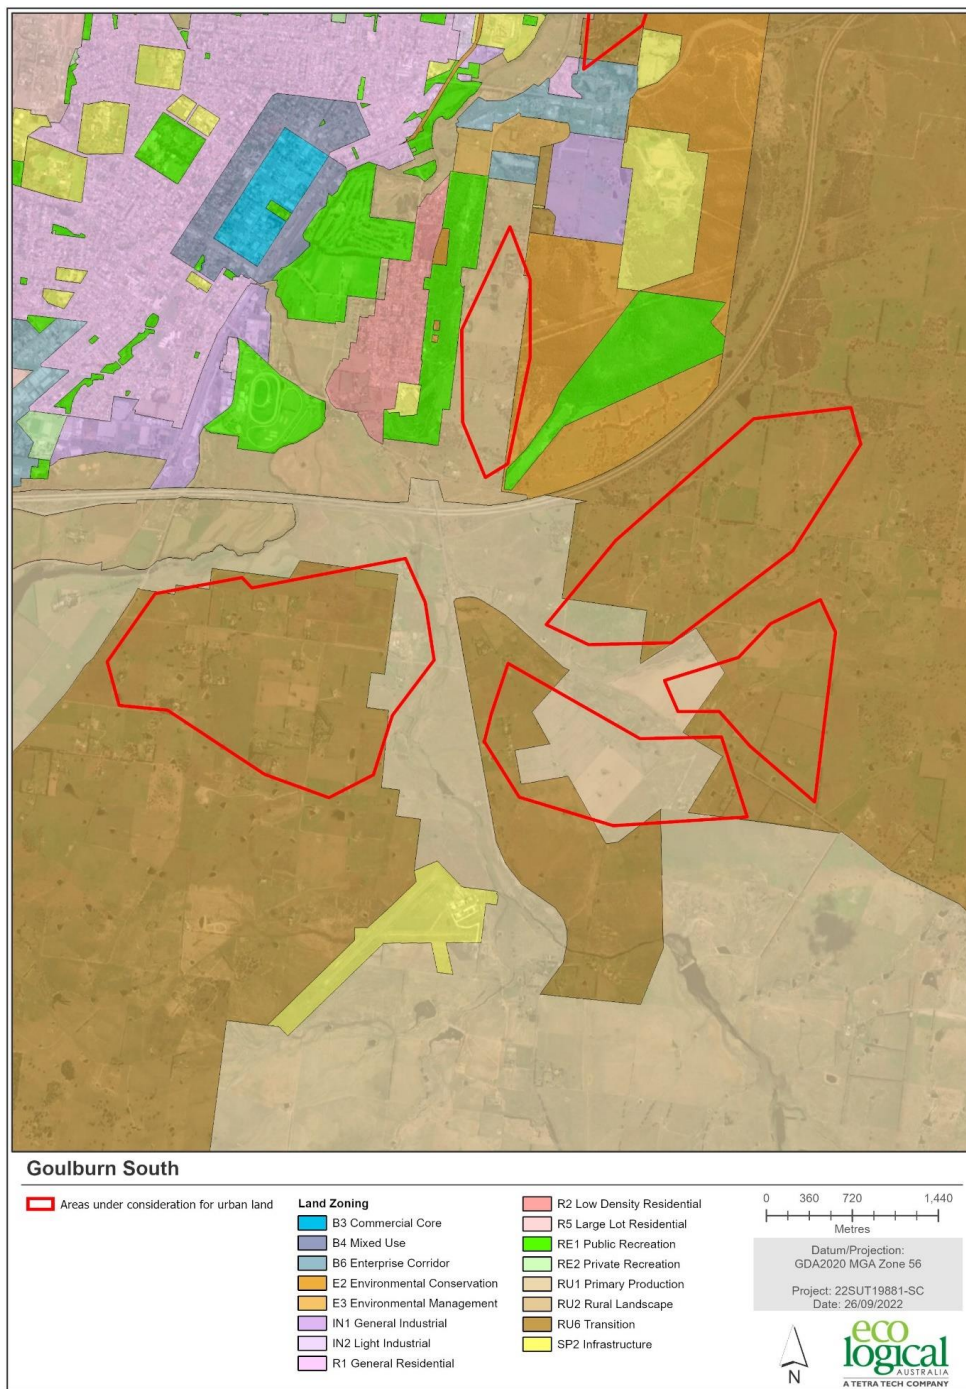 Goulburn South
Areas under consideration for urban land
Land Zoning
B3 Commercial Core
B4 Mixed Use
B6 Enterprise Corridor
E2 Environmental Conservation
E3 Environmental Management
IN1 General Industrial
IN2 Light Industrial
R1 General Residential
R2 Low Density Residential
R5 Large Lot Residential
RE1 Public Recreation
RE2 Private Recreation
RU1 Primary Production
RU2 Rural Landscape
RU6 Transition
SP2 Infrastructure
0 360 720 1,440
Metres
Datum/Projection:
GDA2020 MGA Zone 56
Project: 22SUT19881-SC
Date: 26/09/2022
N
eco
logical
AUSTRALIA
A TETRA TECH COMPANY